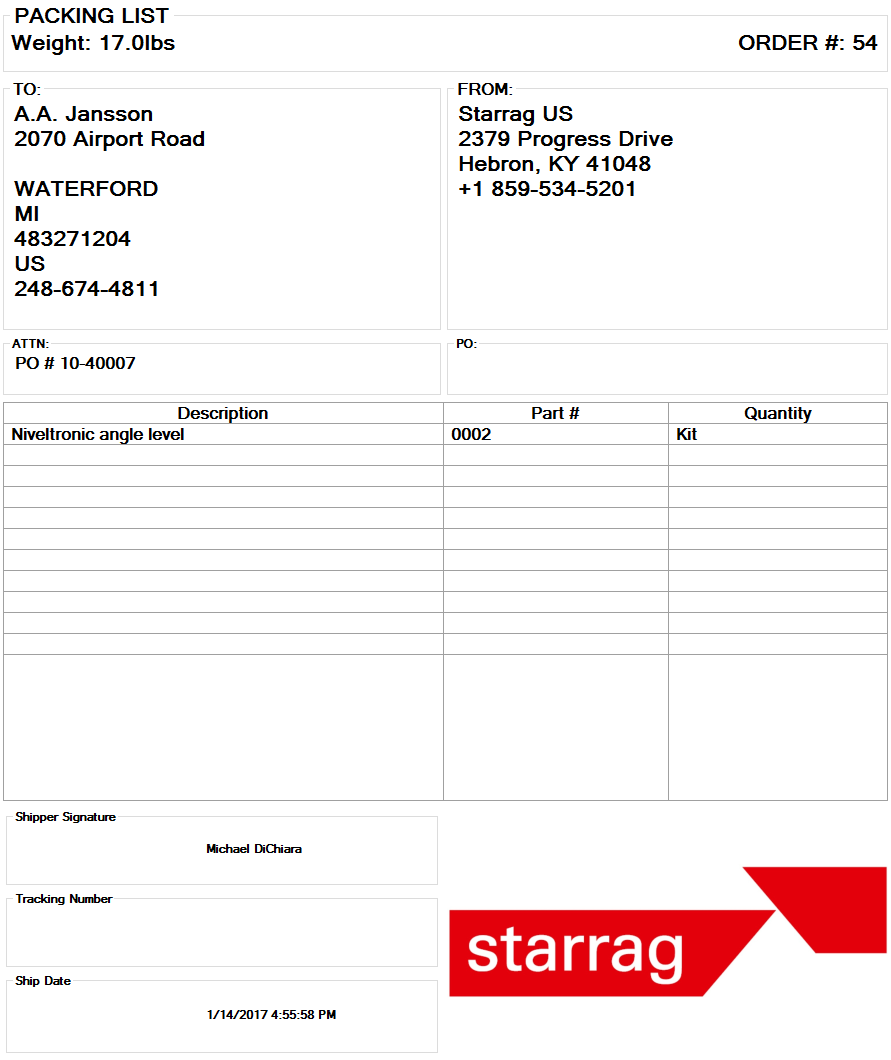 PACKING LIST
Weight: 17.0lbs
ORDER #: 54
TO:
A.A. Jansson
2070 Airport Road
WATERFORD
MI
483271204
US
248-674-4811
FROM:
Starrag US
2379 Progress Drive
Hebron, KY 41048
+1 859-534-5201
ATTN:
PO # 10-40007
PO:
Description Part # Quantity
Niveltronic angle level 0002 Kit
Shipper Signature
Michael DiChiara
Tracking Number
Ship Date
1/14/2017 4:55:58 PM
starrag